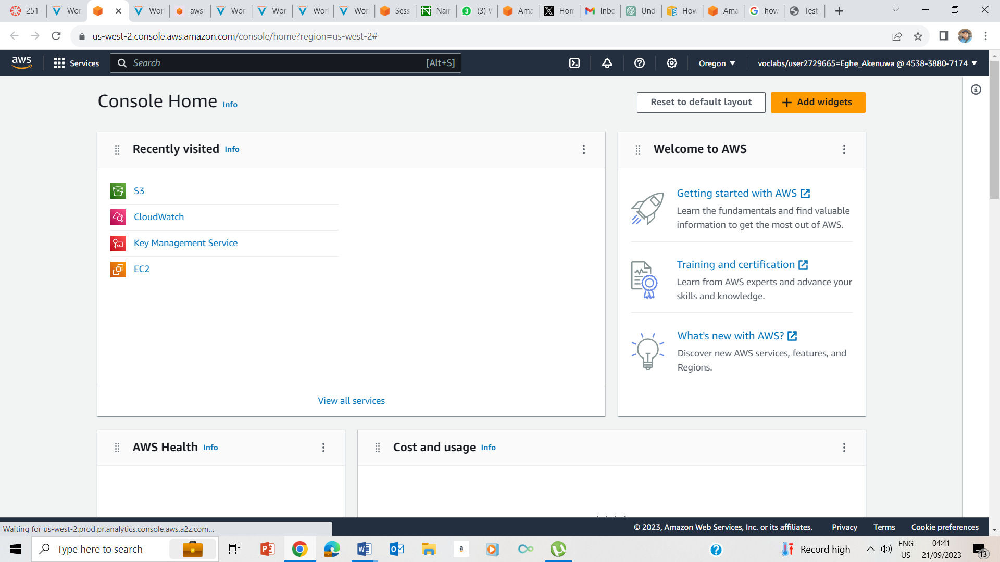 251-
Wor
Wor
awsr
Wor
Wor
Wor
Wor
Sess
Nair
(3) V
Ama
Hom
Inbo
Und
How
Ama
how
Test
us-west-2.console.aws.amazon.com/console/home?region=us-west-2#
aws
Services
Search
[Alt+S]
Oregon
voclabs/user2729665=Eghe_Akenuwa @ 4538-3880-7174
Console Home Info
Reset to default layout
Add widgets
Recently visited Info
S3
CloudWatch
Key Management Service
EC2
View all services
Welcome to AWS
Getting started with AWS
Learn the fundamentals and find valuable
information to get the most out of AWS.
Training and certification
Learn from AWS experts and advance your
skills and knowledge.
What's new with AWS?
Discover new AWS services, features, and
Regions.
AWS Health Info
Cost and usage Info
Waiting for us-west-2.prod.pr.analytics.console.aws.a2z.com...
© 2023, Amazon Web Services, Inc. or its affiliates.
Privacy
Terms
Cookie preferences
Type here to search
a
Record high
ENG
US
04:41
21/09/2023
13